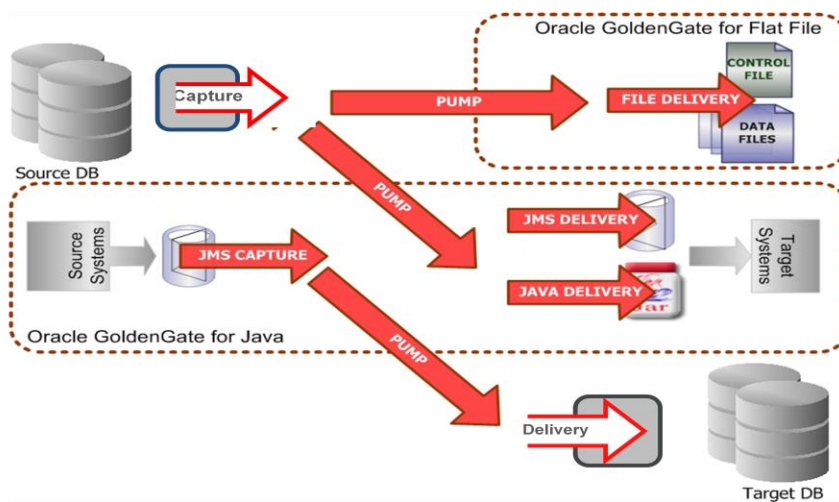 Oracle GoldenGate for Flat File
CONTROL
FILE
Capture
PUMP
FILE DELIVERY
DATA
FILES
Source DB
PUMP
Source
Systems
JMS CAPTURE
JMS DELIVERY
JAVA DELIVERY
Jar
Target
Systems
Oracle GoldenGate for Java
PUMP
Delivery
Target DB